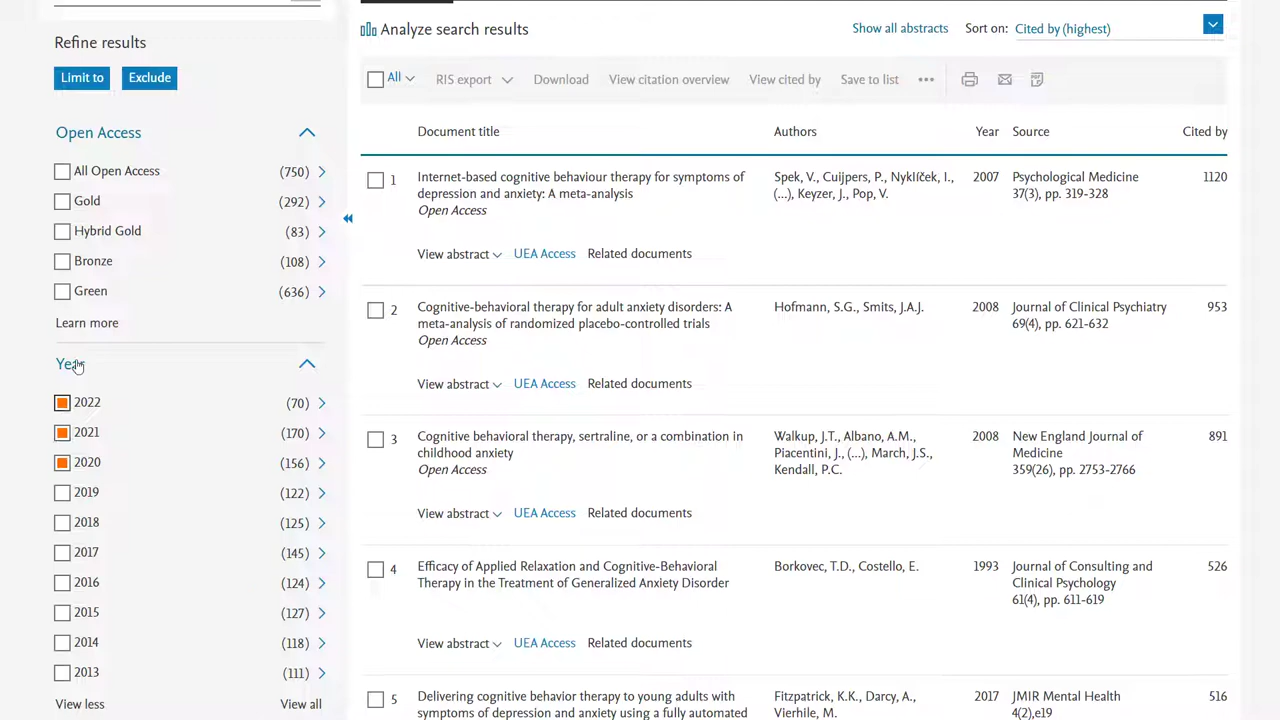 Refine results
Limit to
Exclude
Open Access
All Open Access (750)
Gold (292)
Hybrid Gold (83)
Bronze (108)
Green (636)
Learn more
Year
2022 (70)
2021 (170)
2020 (156)
2019 (122)
2018 (125)
2017 (145)
2016 (124)
2015 (127)
2014 (118)
2013 (111)
View less View all
Analyze search results
Show all abstracts
Sort on: Cited by (highest)
All RIS export Download View citation overview View cited by Save to list •••
Document title Authors Year Source Cited by
1 Internet-based cognitive behaviour therapy for symptoms of Spek, V., Cuijpers, P., Nyklíček, I., 2007 Psychological Medicine 1120
depression and anxiety: A meta-analysis (...), Keyzer, J., Pop, V. 37(3), pp. 319-328
Open Access
View abstract UEA Access Related documents
2 Cognitive-behavioral therapy for adult anxiety disorders: A Hofmann, S.G., Smits, J.A.J. 2008 Journal of Clinical Psychiatry 953
meta-analysis of randomized placebo-controlled trials 69(4), pp. 621-632
Open Access
View abstract UEA Access Related documents
3 Cognitive behavioral therapy, sertraline, or a combination in Walkup, J.T., Albano, A.M., 2008 New England Journal of 891
childhood anxiety Piacentini, J., (...), March, J.S., Medicine
Open Access Kendall, P.C. 359(26), pp. 2753-2766
View abstract UEA Access Related documents
4 Efficacy of Applied Relaxation and Cognitive-Behavioral Borkovec, T.D., Costello, E. 1993 Journal of Consulting and 526
Therapy in the Treatment of Generalized Anxiety Disorder Clinical Psychology
61(4), pp. 611-619
View abstract UEA Access Related documents
5 Delivering cognitive behavior therapy to young adults with Fitzpatrick, K.K., Darcy, A., 2017 JMIR Mental Health 516
symptoms of depression and anxiety using a fully automated Vierhile, M. 4(2),e19